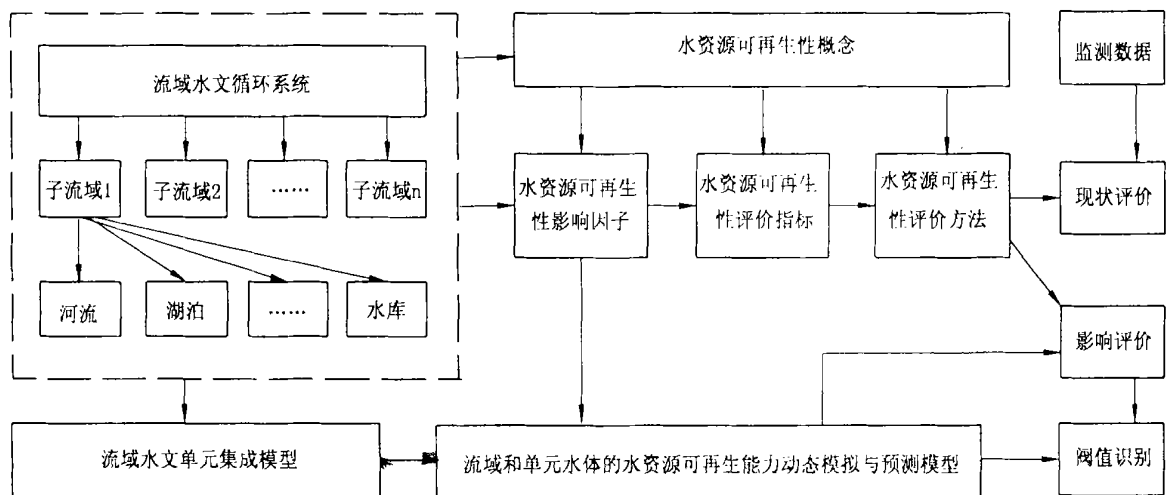 水资源可再生性概念
监测数据
流域水文循环系统
子流域1
子流域2
……
子流域n
水资源可再生
性影响因子
水资源可再生
性评价指标
水资源可再生
性评价方法
现状评价
河流
湖泊
……
水库
影响评价
流域水文单元集成模型
流域和单元水体的水资源可再生能力动态模拟与预测模型
阈值识别